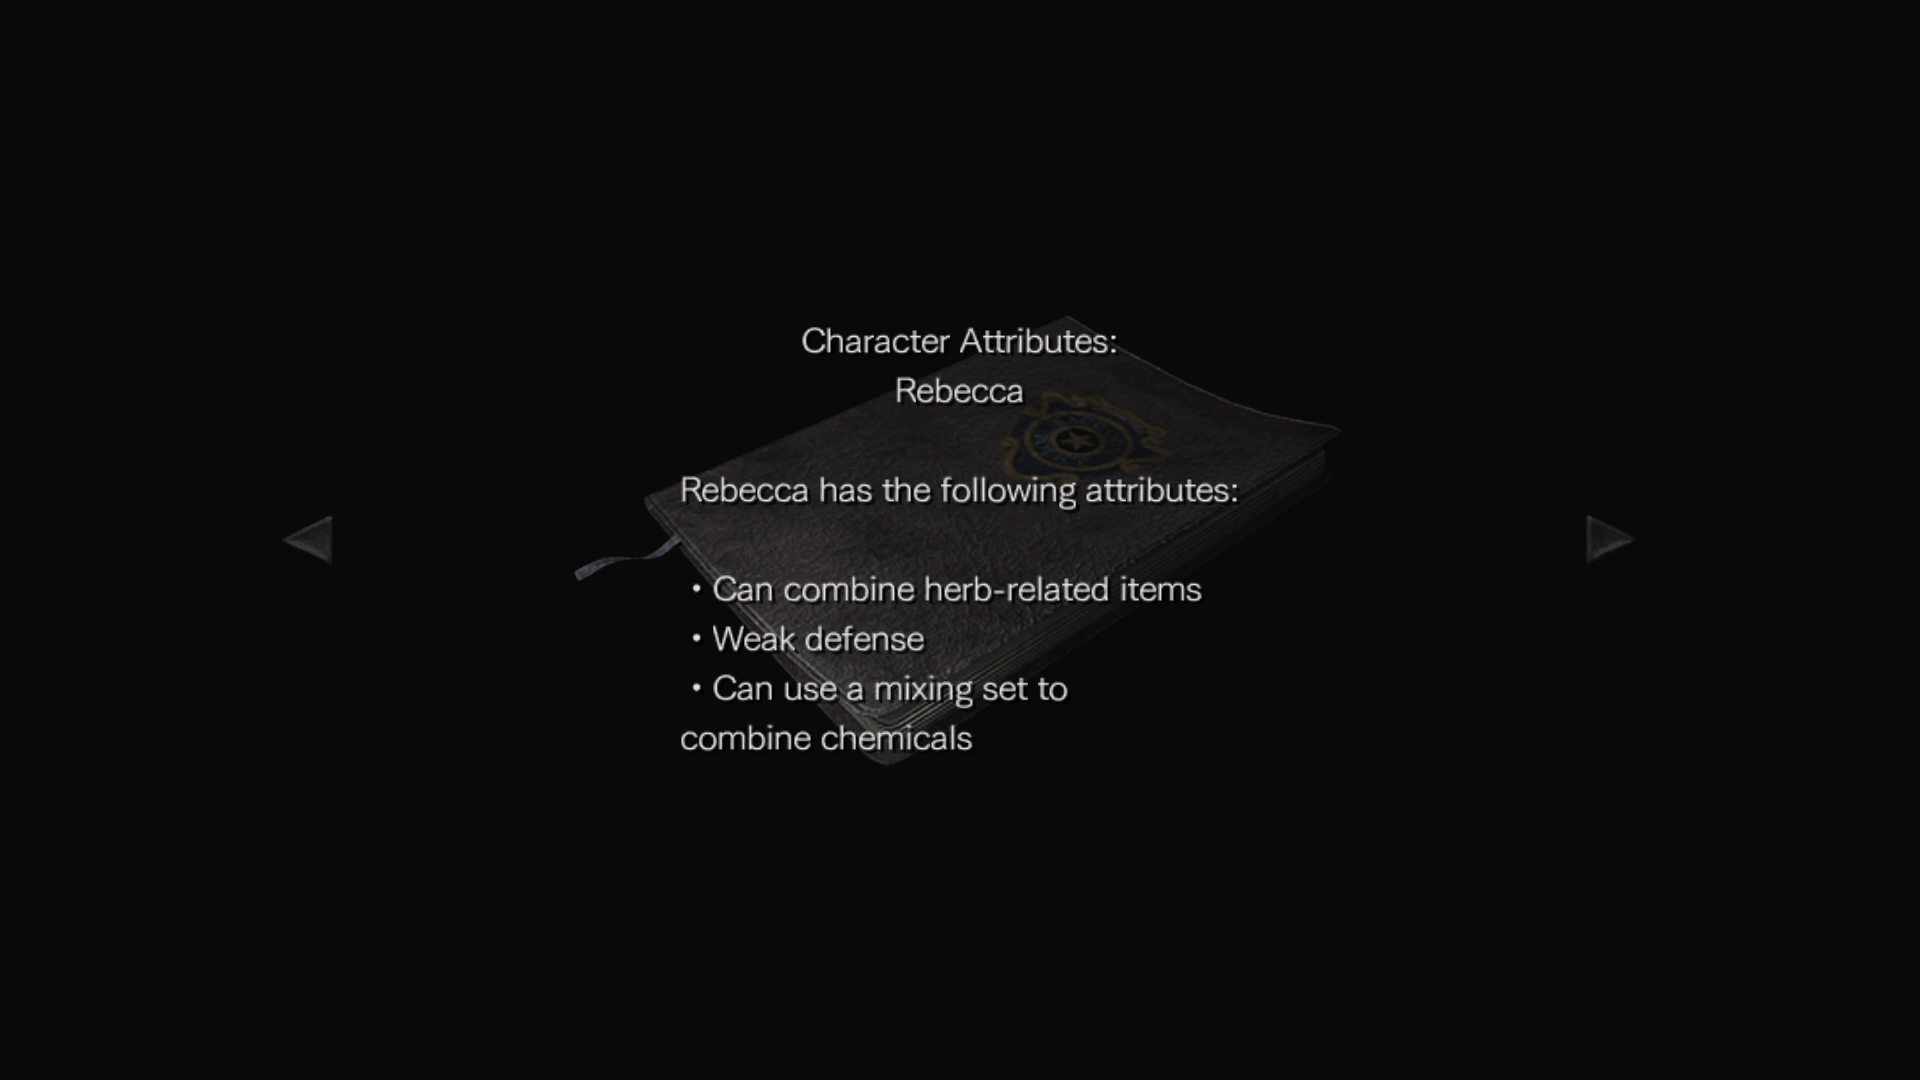 Character Attributes:
Rebecca
Rebecca has the following attributes:
・Can combine herb-related items
・Weak defense
・Can use a mixing set to
combine chemicals